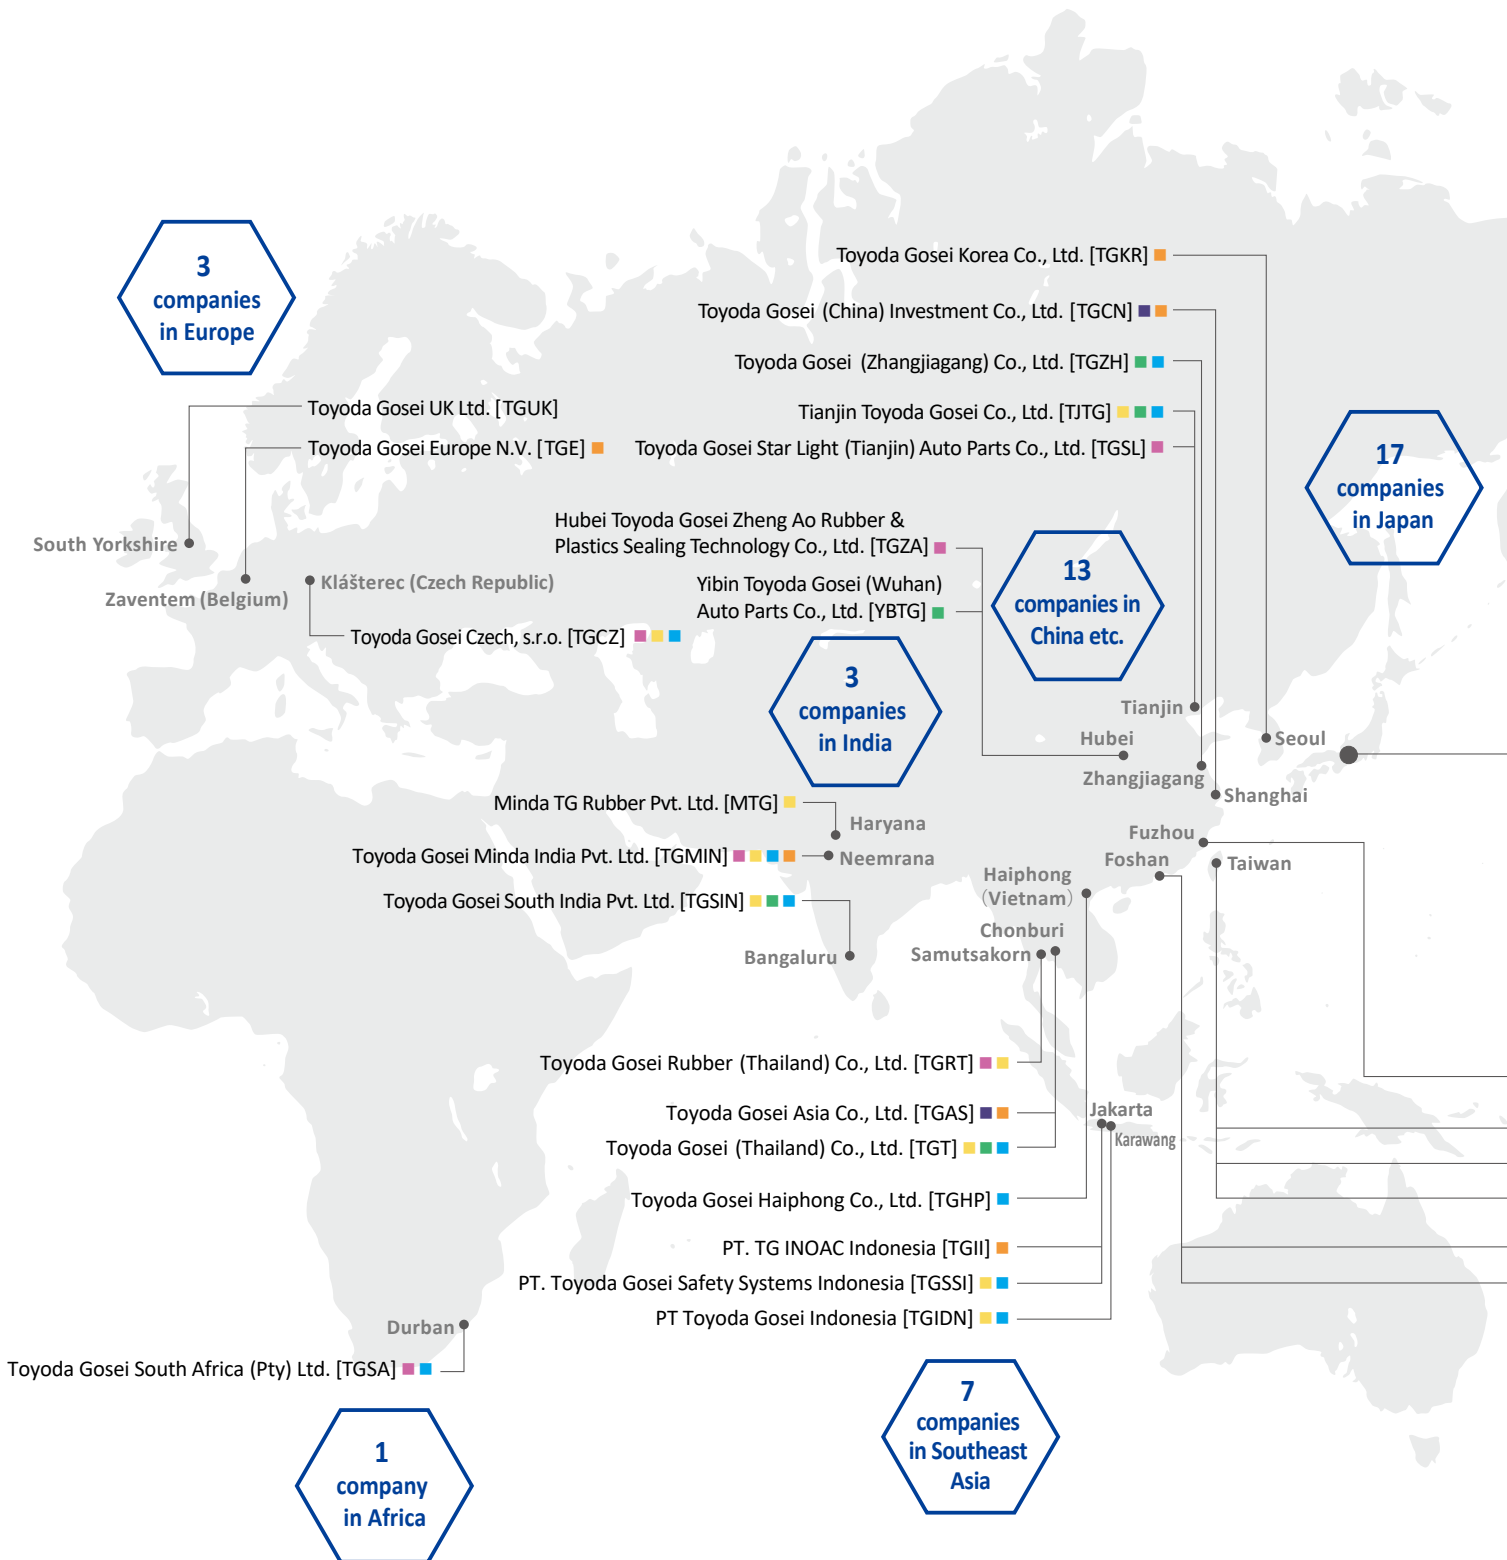 3
companies
in Europe
Toyoda Gosei Korea Co., Ltd. [TGKR]
Toyoda Gosei (China) Investment Co., Ltd. [TGCN]
Toyoda Gosei (Zhangjiagang) Co., Ltd. [TGZH]
Toyoda Gosei UK Ltd. [TGUK]
Tianjin Toyoda Gosei Co., Ltd. [TJTG]
Toyoda Gosei Europe N.V. [TGE]
Toyoda Gosei Star Light (Tianjin) Auto Parts Co., Ltd. [TGSL]
17
companies
in Japan
Hubei Toyoda Gosei Zheng Ao Rubber &
Plastics Sealing Technology Co., Ltd. [TGZA]
South Yorkshire
Zaventem (Belgium)
Klášterec (Czech Republic)
Yibin Toyoda Gosei (Wuhan)
Auto Parts Co., Ltd. [YBTG]
13
companies in
China etc.
Toyoda Gosei Czech, s.r.o. [TGCZ]
3
companies
in India
Tianjin
Hubei
Seoul
Zhangjiagang
Shanghai
Minda TG Rubber Pvt. Ltd. [MTG]
Haryana
Fuzhou
Toyoda Gosei Minda India Pvt. Ltd. [TGMIN]
Neemrana
Foshan
Taiwan
Haiphong
(Vietnam）
Toyoda Gosei South India Pvt. Ltd. [TGSIN]
Chonburi
Bangaluru
Samutsakorn
Toyoda Gosei Rubber (Thailand) Co., Ltd. [TGRT]
Toyoda Gosei Asia Co., Ltd. [TGAS]
Jakarta
Karawang
Toyoda Gosei (Thailand) Co., Ltd. [TGT]
Toyoda Gosei Haiphong Co., Ltd. [TGHP]
PT. TG INOAC Indonesia [TGII]
PT. Toyoda Gosei Safety Systems Indonesia [TGSSI]
PT Toyoda Gosei Indonesia [TGIDN]
Durban
Toyoda Gosei South Africa (Pty) Ltd. [TGSA]
7
companies
in Southeast
Asia
1
company
in Africa